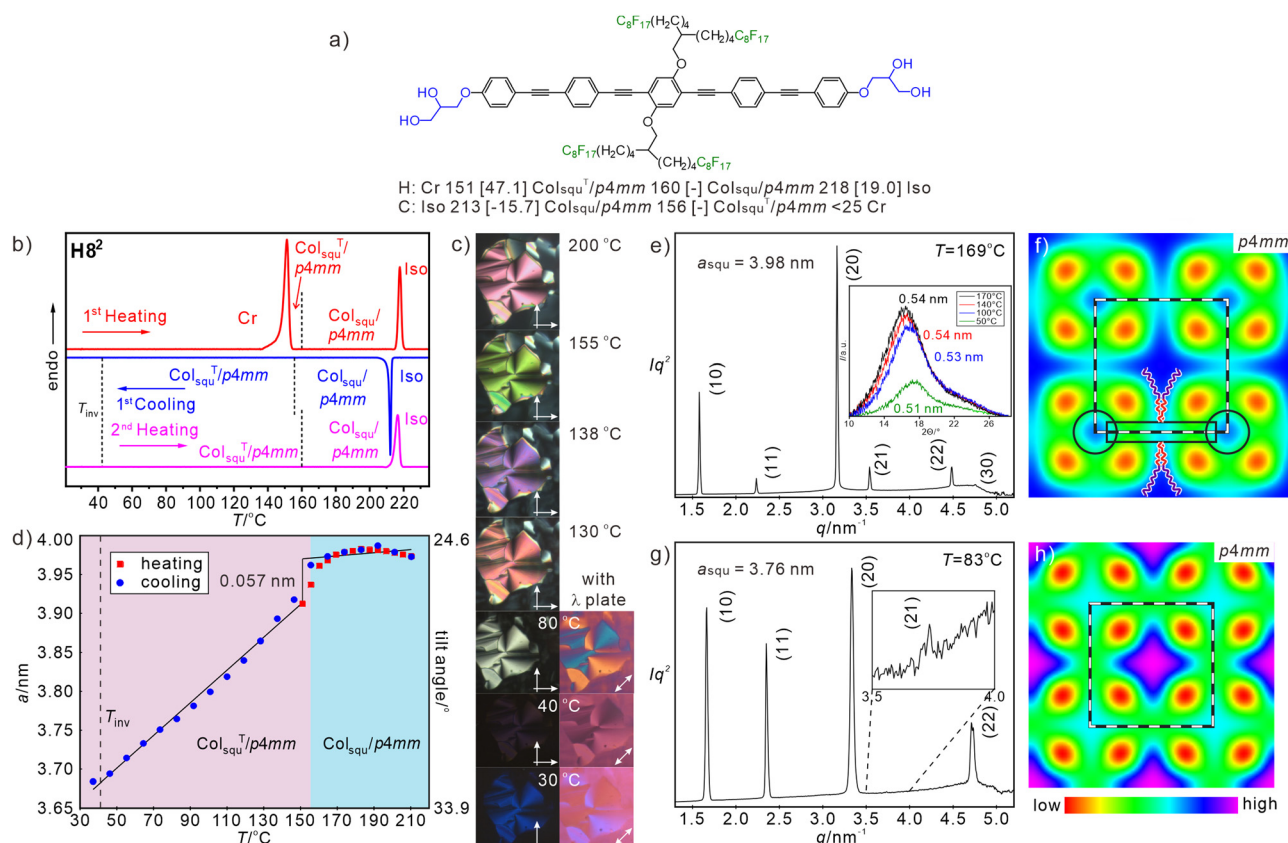 a)
C₈F₁₇(H₂C)₄
(CH₂)₄C₈F₁₇
OH
OH
HO
HO
O
O
O
O
C₈F₁₇(H₂C)₄
(CH₂)₄C₈F₁₇
H: Cr 151 [47.1] Colsquᵀ/p4mm 160 [-] Colsqu/p4mm 218 [19.0] Iso
C: Iso 213 [-15.7] Colsqu/p4mm 156 [-] Colsquᵀ/p4mm <25 Cr
b)
H8²
endo
Colsquᵀ/
p4mm
Iso
1st Heating
Cr
Colsqu/
p4mm
Colsquᵀ/p4mm
Colsqu/
p4mm
Iso
Tinv
1st Cooling
2nd Heating
Colsquᵀ/p4mm
Colsqu/
p4mm
Iso
40 60 80 100 120 140 160 180 200 220
T/°C
c)
200 °C
155 °C
138 °C
130 °C
with
λ plate
80 °C
40 °C
30 °C
d)
a/nm
4.00
3.95
3.90
3.85
3.80
3.75
3.70
3.65
heating
cooling
0.057 nm
Tinv
Colsquᵀ/p4mm
Colsqu/p4mm
24.6
tilt angle/°
33.9
30 50 70 90 110 130 150 170 190 210
T/°C
e)
asqu = 3.98 nm
T=169°C
Iq²
(10)
(11)
(20)
(21)
(22)
(30)
I/a.u.
0.54 nm
0.54 nm
0.53 nm
0.51 nm
170°C
140°C
100°C
50°C
10 14 18 22 26
2Θ/°
1.5 2.0 2.5 3.0 3.5 4.0 4.5 5.0
q/nm⁻¹
f)
p4mm
g)
asqu = 3.76 nm
T=83°C
Iq²
(10)
(11)
(20)
(21)
(22)
3.5
4.0
1.5 2.0 2.5 3.0 3.5 4.0 4.5 5.0
q/nm⁻¹
h)
p4mm
low
high